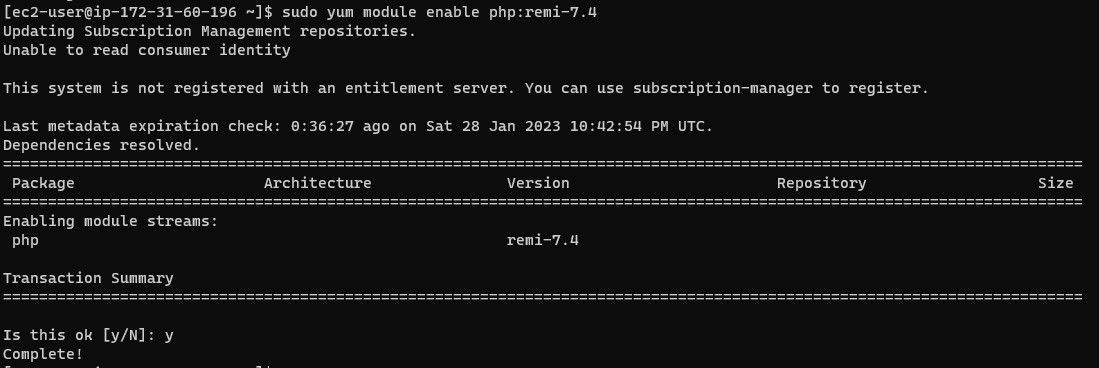 [ec2-user@ip-172-31-60-196 ~]$ sudo yum module enable php:remi-7.4
Updating Subscription Management repositories.
Unable to read consumer identity
This system is not registered with an entitlement server. You can use subscription-manager to register.
Last metadata expiration check: 0:36:27 ago on Sat 28 Jan 2023 10:42:54 PM UTC.
Dependencies resolved.
Package Architecture Version Repository Size
Enabling module streams:
php remi-7.4
Transaction Summary
Is this ok [y/N]: y
Complete!